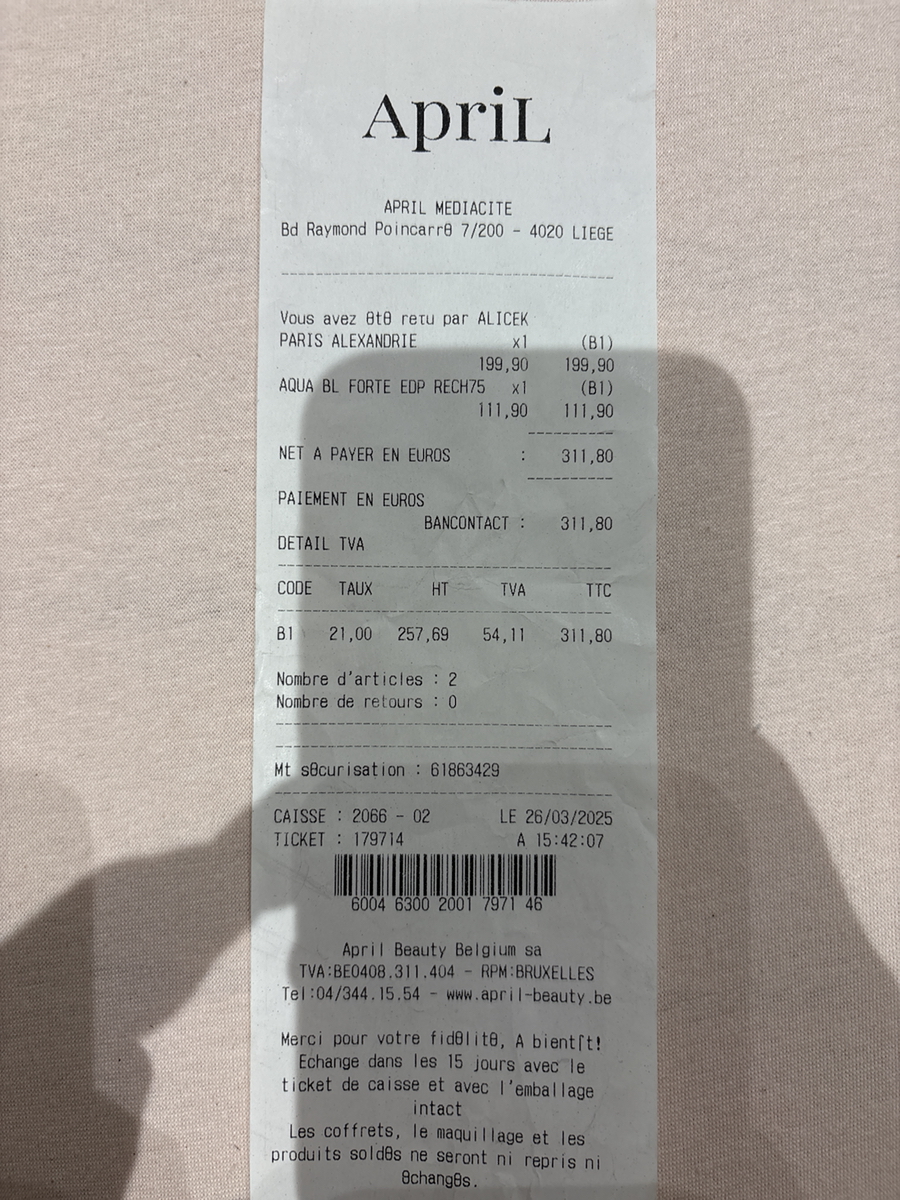 ApriL
APRIL MEDIACITE
Bd Raymond Poincarrθ 7/200 - 4020 LIEGE
Vous avez θtθ reτu par ALICEK
PARIS ALEXANDRIE x1 (B1)
199,90 199,90
AQUA BL FORTE EDP RECH75 x1 (B1)
111,90 111,90
NET A PAYER EN EUROS : 311,80
PAIEMENT EN EUROS
BANCONTACT : 311,80
DETAIL TVA
CODE TAUX HT TVA TTC
B1 21,00 257,69 54,11 311,80
Nombre d'articles : 2
Nombre de retours : 0
Mt sθcurisation : 61863429
CAISSE : 2066 - 02 LE 26/03/2025
TICKET : 179714 A 15:42:07
6004 6300 2001 7971 46
April Beauty Belgium sa
TVA:BE0408.311.404 - RPM:BRUXELLES
Tel:04/344.15.54 - www.april-beauty.be
Merci pour votre fidθlitθ, A bient⌠t!
Echange dans les 15 jours avec le
ticket de caisse et avec l'emballage
intact
Les coffrets, le maquillage et les
produits soldθs ne seront ni repris ni
θchangθs.